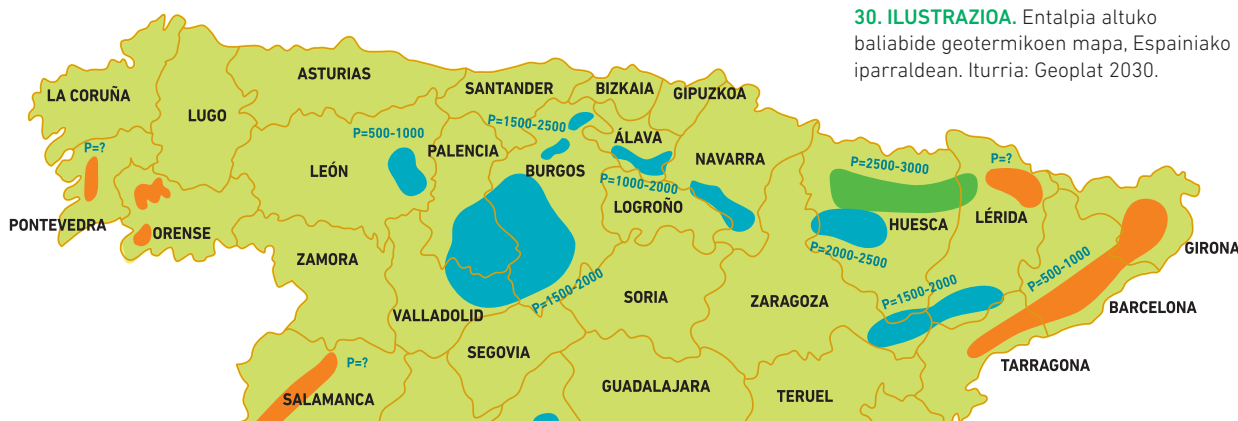 30. ILUSTRAZIOA. Entalpia altuko
baliabide geotermikoen mapa, Espainiako
iparraldean. Iturria: Geoplat 2030.
LA CORUÑA
LUGO
ASTURIAS
SANTANDER
BIZKAIA
GIPUZKOA
P=?
P=500-1000
PALENCIA
P=1500-2500
ÁLAVA
LEÓN
BURGOS
NAVARRA
P=1000-2000
LOGROÑO
P=2500-3000
P=?
PONTEVEDRA
ORENSE
HUESCA
LÉRIDA
GIRONA
ZAMORA
P=2000-2500
P=1500-2000
SORIA
ZARAGOZA
P=1500-2000
P=500-1000
VALLADOLID
BARCELONA
SEGOVIA
TARRAGONA
P=?
SALAMANCA
GUADALAJARA
TERUEL